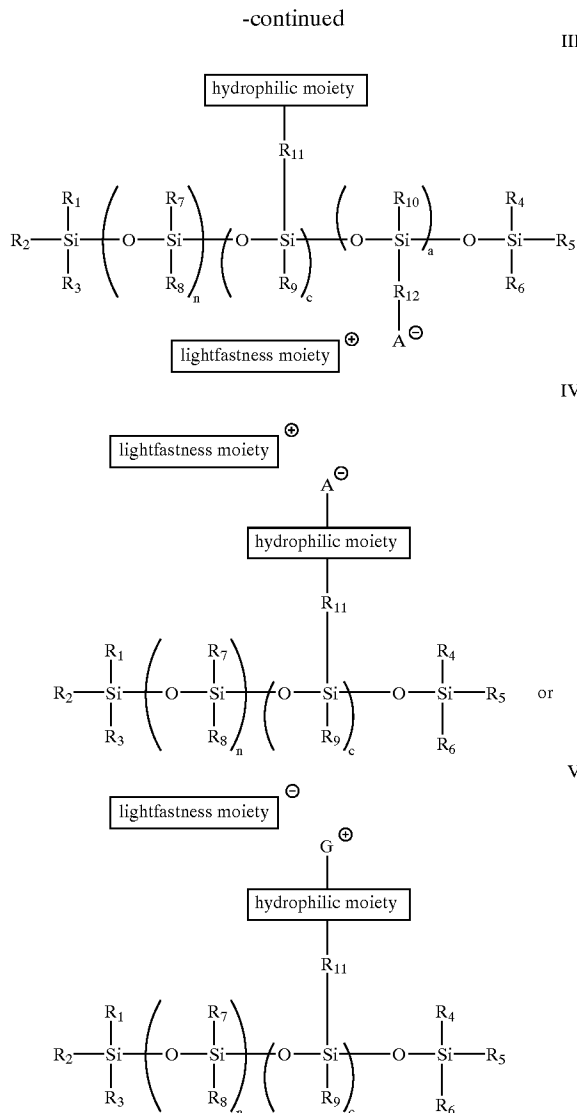 -continued
III
hydrophilic moiety
R11
R1 R7 R10 R4
R2 Si O Si O Si O Si O Si R5
R3 R8 n R9 c R12 a R6
lightfastness moiety ⊕ A ⊖
IV
lightfastness moiety ⊕
A ⊖
hydrophilic moiety
R11
R1 R7 R4
R2 Si O Si O Si O Si R5 or
R3 R8 n R9 c R6
V
lightfastness moiety ⊖
G ⊕
hydrophilic moiety
R11
R1 R7 R4
R2 Si O Si O Si O Si R5
R3 R8 n R9 c R6